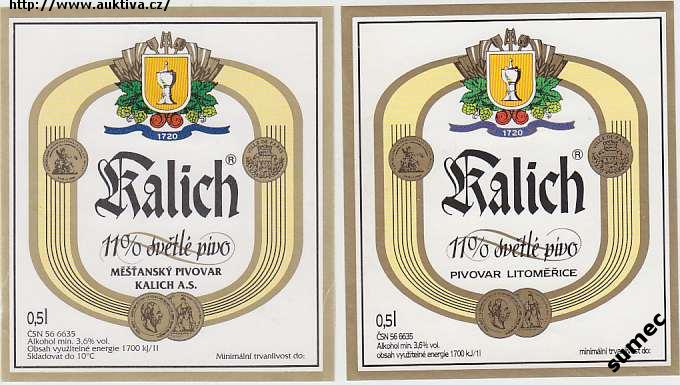 http://www.auktiva.cz/
1720
Kalich®
11% světlé pivo
MĚŠŤANSKÝ PIVOVAR
KALICH A.S.
0,5l
ČSN 56 6635
Alkohol min. 3,6% vol.
Obsah využitelné energie 1700 kJ/1l
Skladovat do 10°C
Minimální trvanlivost do:
1720
Kalich®
11% světlé pivo
PIVOVAR LITOMĚŘICE
0,5l
ČSN 56 6635
Alkohol min. 3,6% vol.
obsah využitelné energie 1700 kJ/1l
minimální trvanlivost do:
sumec